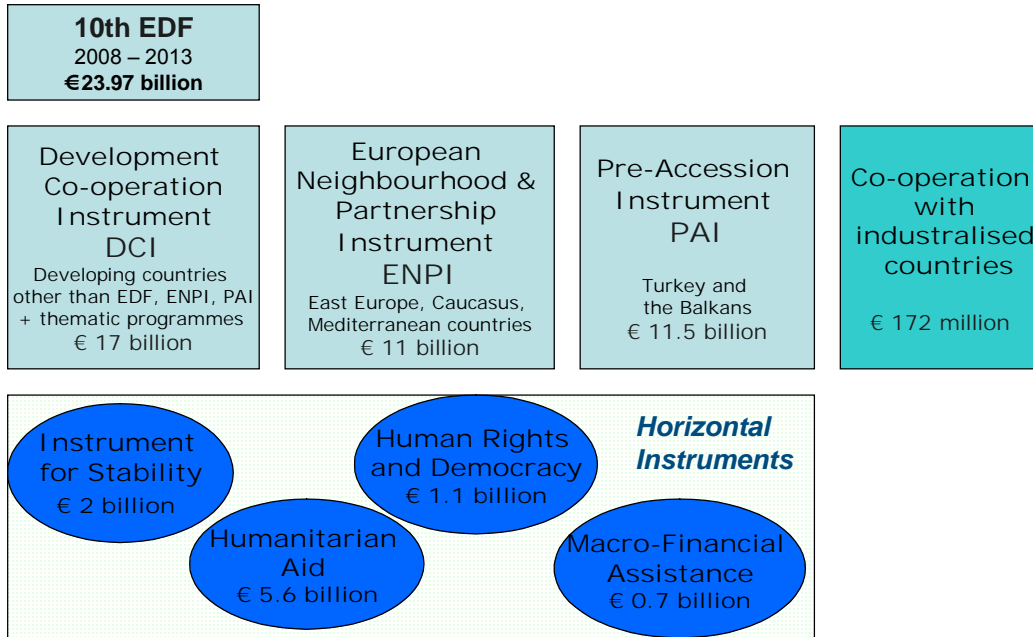 10th EDF
2008 – 2013
€23.97 billion
Development
Co-operation
Instrument
DCI
Developing countries
other than EDF, ENPI, PAI
+ thematic programmes
€ 17 billion
European
Neighbourhood &
Partnership
Instrument
ENPI
East Europe, Caucasus,
Mediterranean countries
€ 11 billion
Pre-Accession
Instrument
PAI
Turkey and
the Balkans
€ 11.5 billion
Co-operation
with
industralised
countries
€ 172 million
Instrument
for Stability
€ 2 billion
Humanitarian
Aid
€ 5.6 billion
Human Rights
and Democracy
€ 1.1 billion
Horizontal
Instruments
Macro-Financial
Assistance
€ 0.7 billion